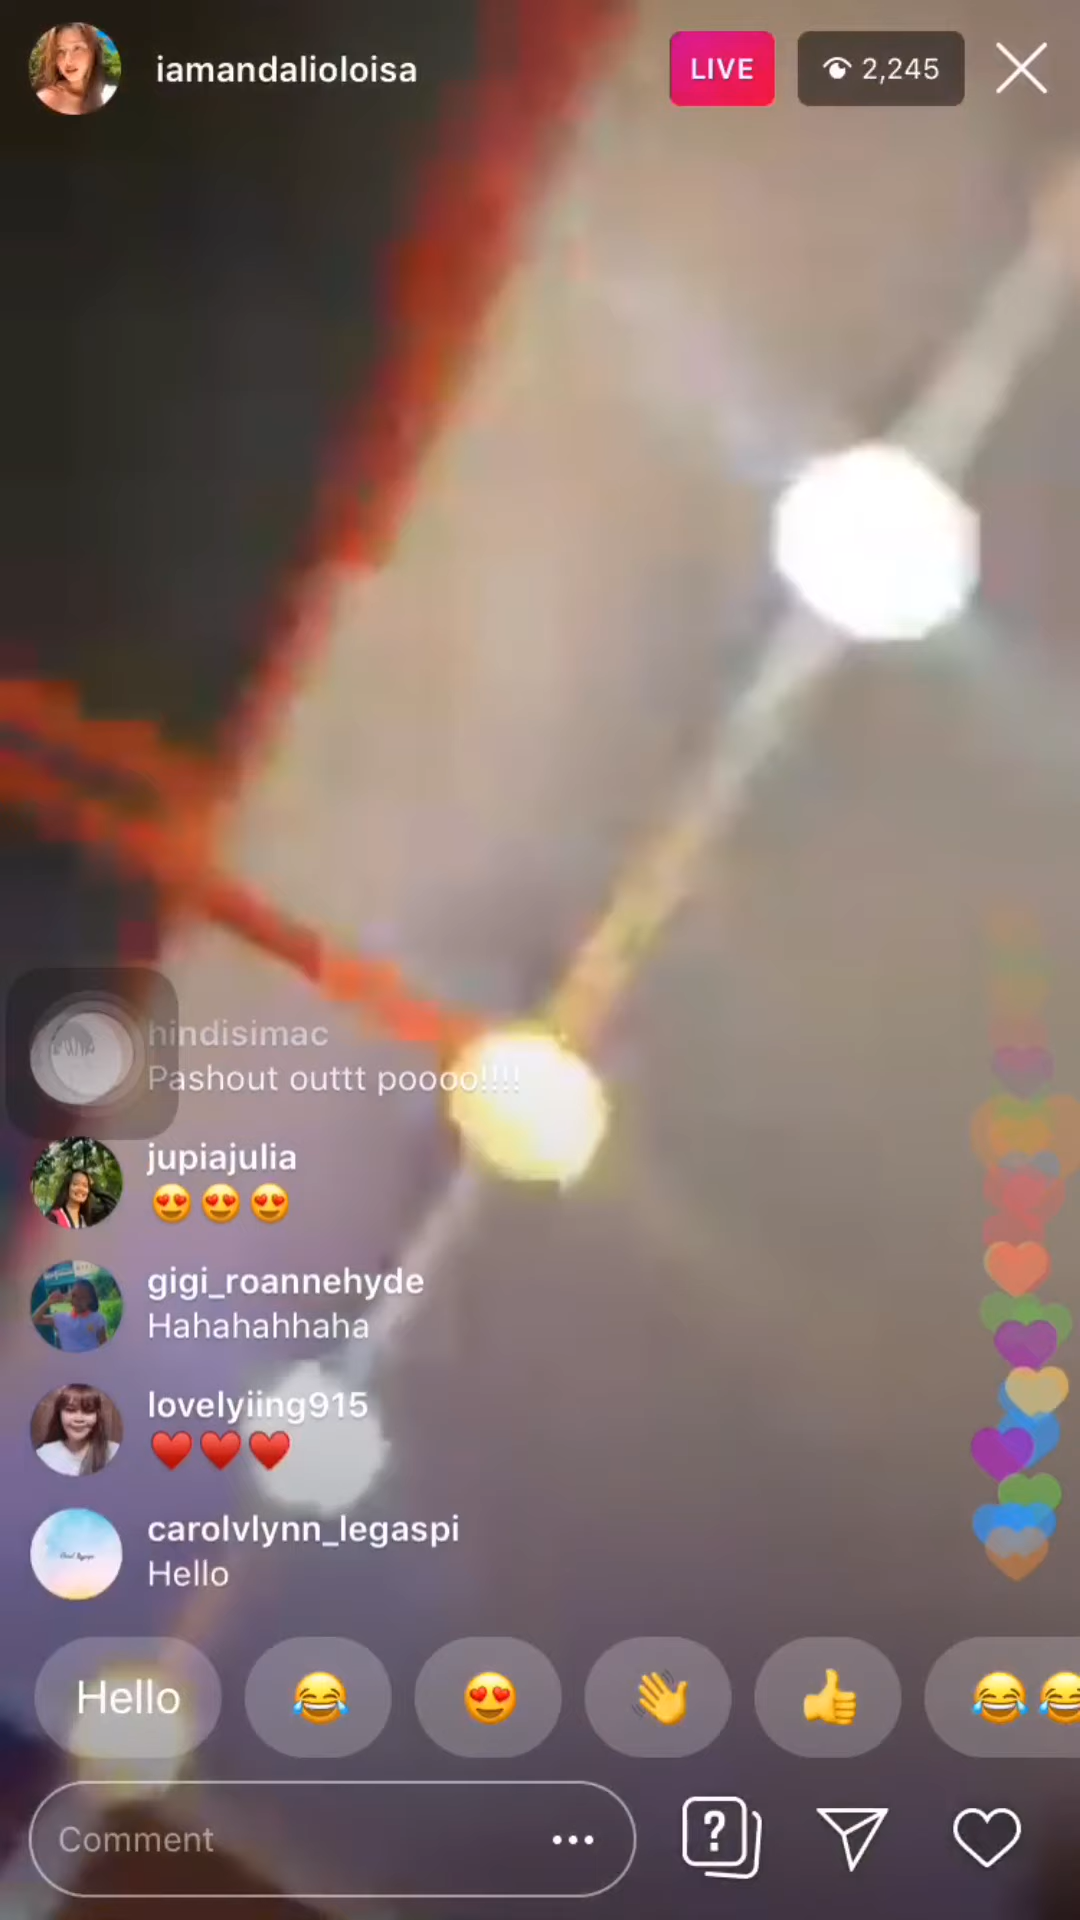 iamandalioloisa
LIVE
2,245
hindisimac
Pashout outtt poooo!!!!
jupiajulia
😍😍😍
gigi_roannehyde
Hahahahhaha
lovelyiing915
❤️❤️❤️
carolvlynn_legaspi
Hello
Hello
Comment